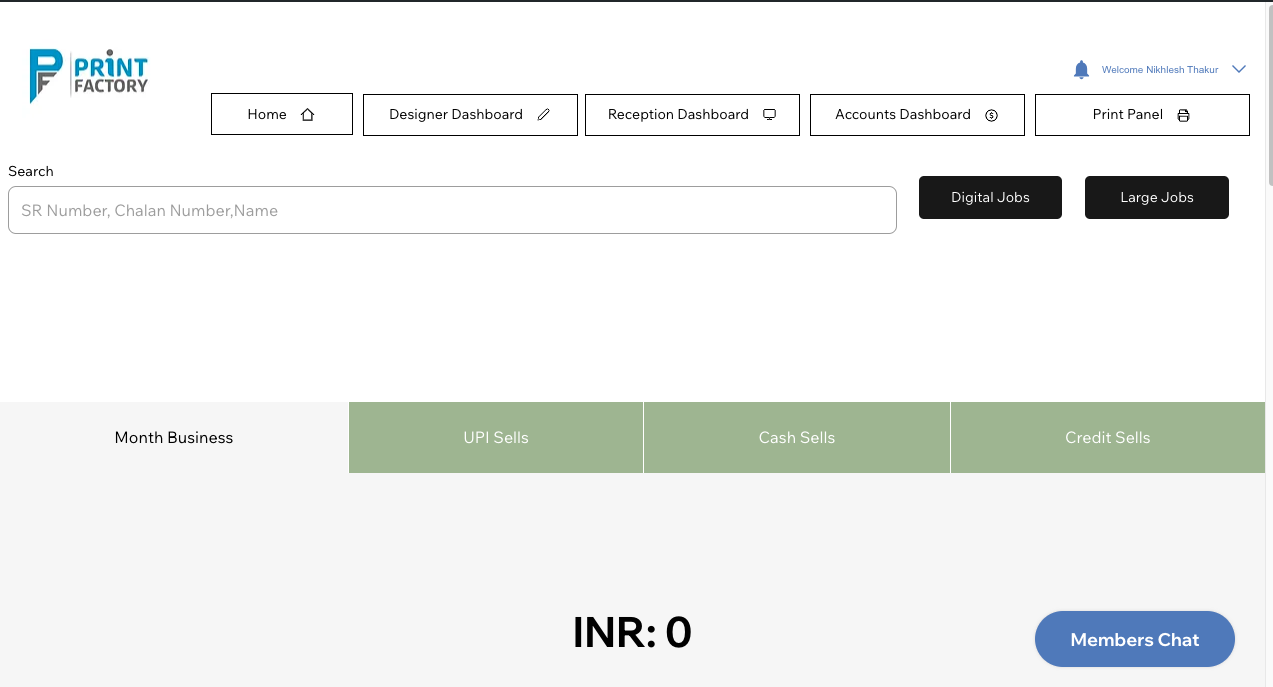 PRINT
FACTORY
Welcome Nikhlesh Thakur
Home
Designer Dashboard
Reception Dashboard
Accounts Dashboard
Print Panel
Search
SR Number, Chalan Number,Name
Digital Jobs
Large Jobs
Month Business
UPI Sells
Cash Sells
Credit Sells
INR: 0
Members Chat